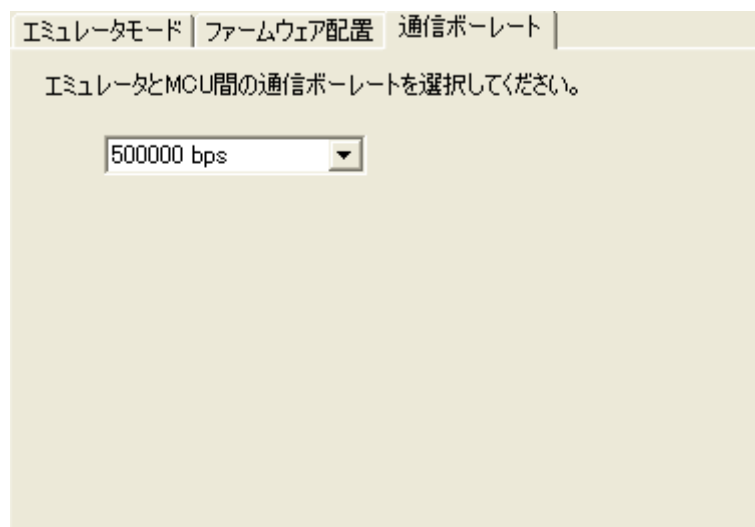 エミュレータモード
ファームウェア配置
通信ボーレート
エミュレータとMCU間の通信ボーレートを選択してください。
500000 bps